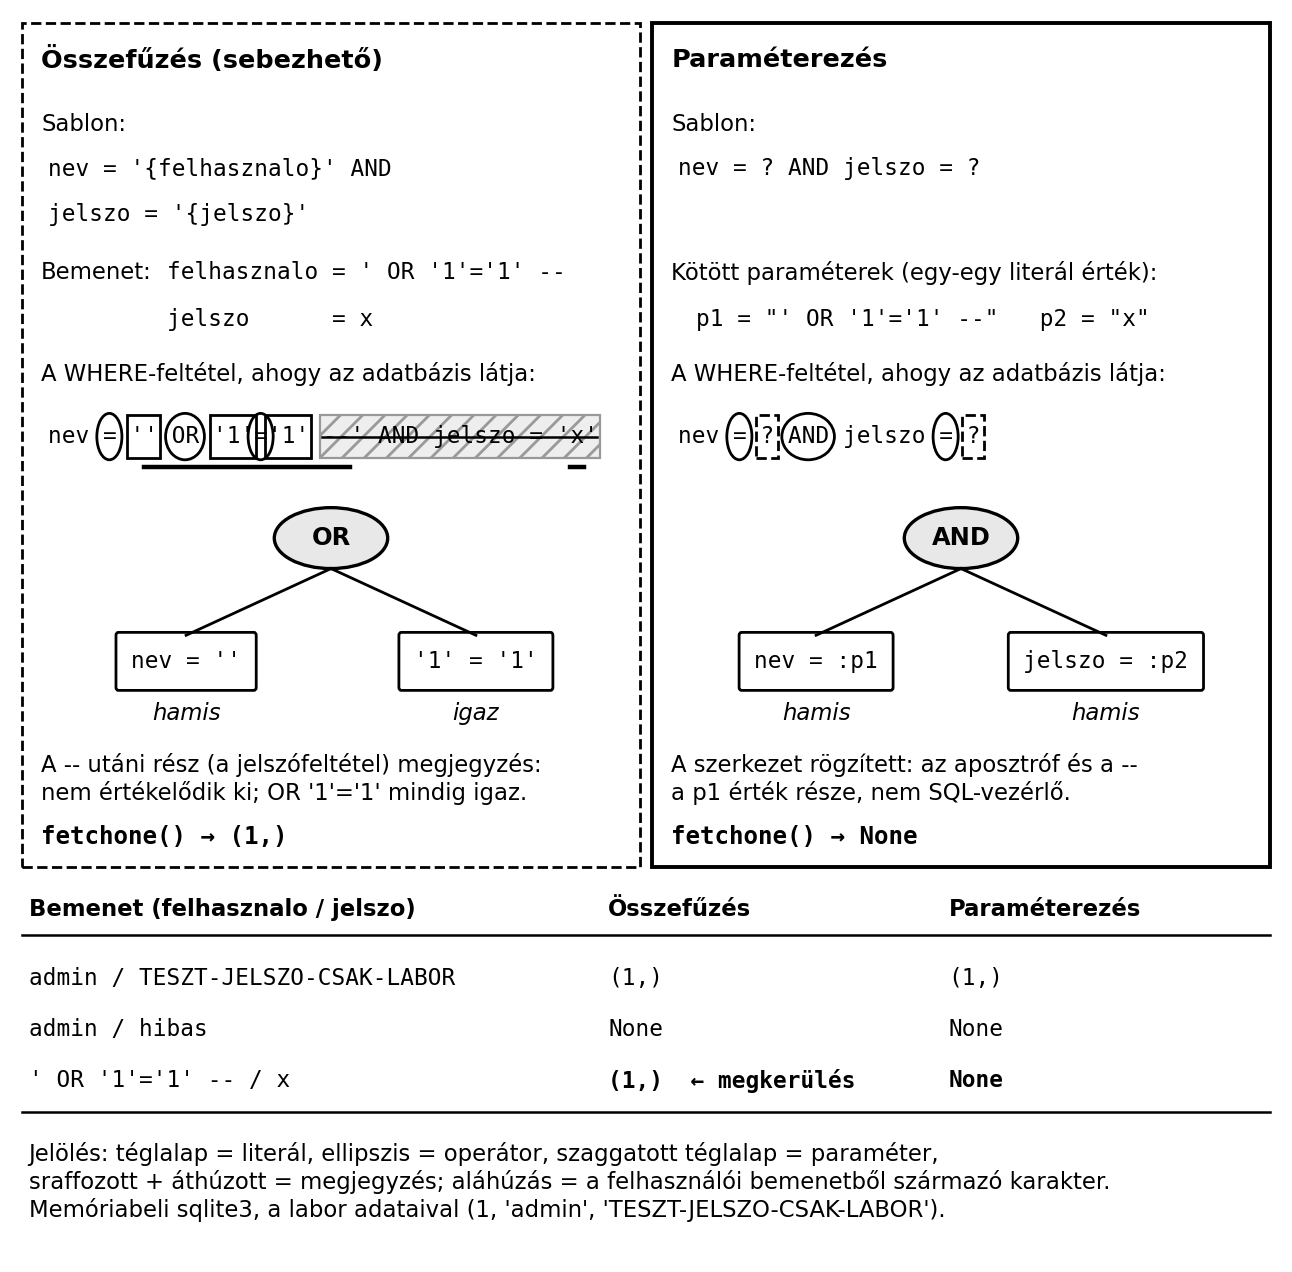 Összefűzés (sebezhető)
Sablon:
nev = '{felhasznalo}' AND
jelszo = '{jelszo}'
Bemenet: felhasznalo = ' OR '1'='1' --
jelszo = x
A WHERE-feltétel, ahogy az adatbázis látja:
nev = '' OR '1'='1' --' AND jelszo = 'x'
OR
nev = '' '1' = '1'
hamis igaz
A -- utáni rész (a jelszófeltétel) megjegyzés:
nem értékelődik ki; OR '1'='1' mindig igaz.
fetchone() → (1,)
Paraméterezés
Sablon:
nev = ? AND jelszo = ?
Kötött paraméterek (egy-egy literál érték):
p1 = "' OR '1'='1' --" p2 = "x"
A WHERE-feltétel, ahogy az adatbázis látja:
nev = ? AND jelszo = ?
AND
nev = :p1 jelszo = :p2
hamis hamis
A szerkezet rögzített: az aposztróf és a --
a p1 érték része, nem SQL-vezérlő.
fetchone() → None
Bemenet (felhasznalo / jelszo) Összefűzés Paraméterezés
admin / TESZT-JELSZO-CSAK-LABOR (1,) (1,)
admin / hibas None None
' OR '1'='1' -- / x (1,) ← megkerülés None
Jelölés: téglalap = literál, ellipszis = operátor, szaggatott téglalap = paraméter,
sraffozott + áthúzott = megjegyzés; aláhúzás = a felhasználói bemenetből származó karakter.
Memóriabeli sqlite3, a labor adataival (1, 'admin', 'TESZT-JELSZO-CSAK-LABOR').